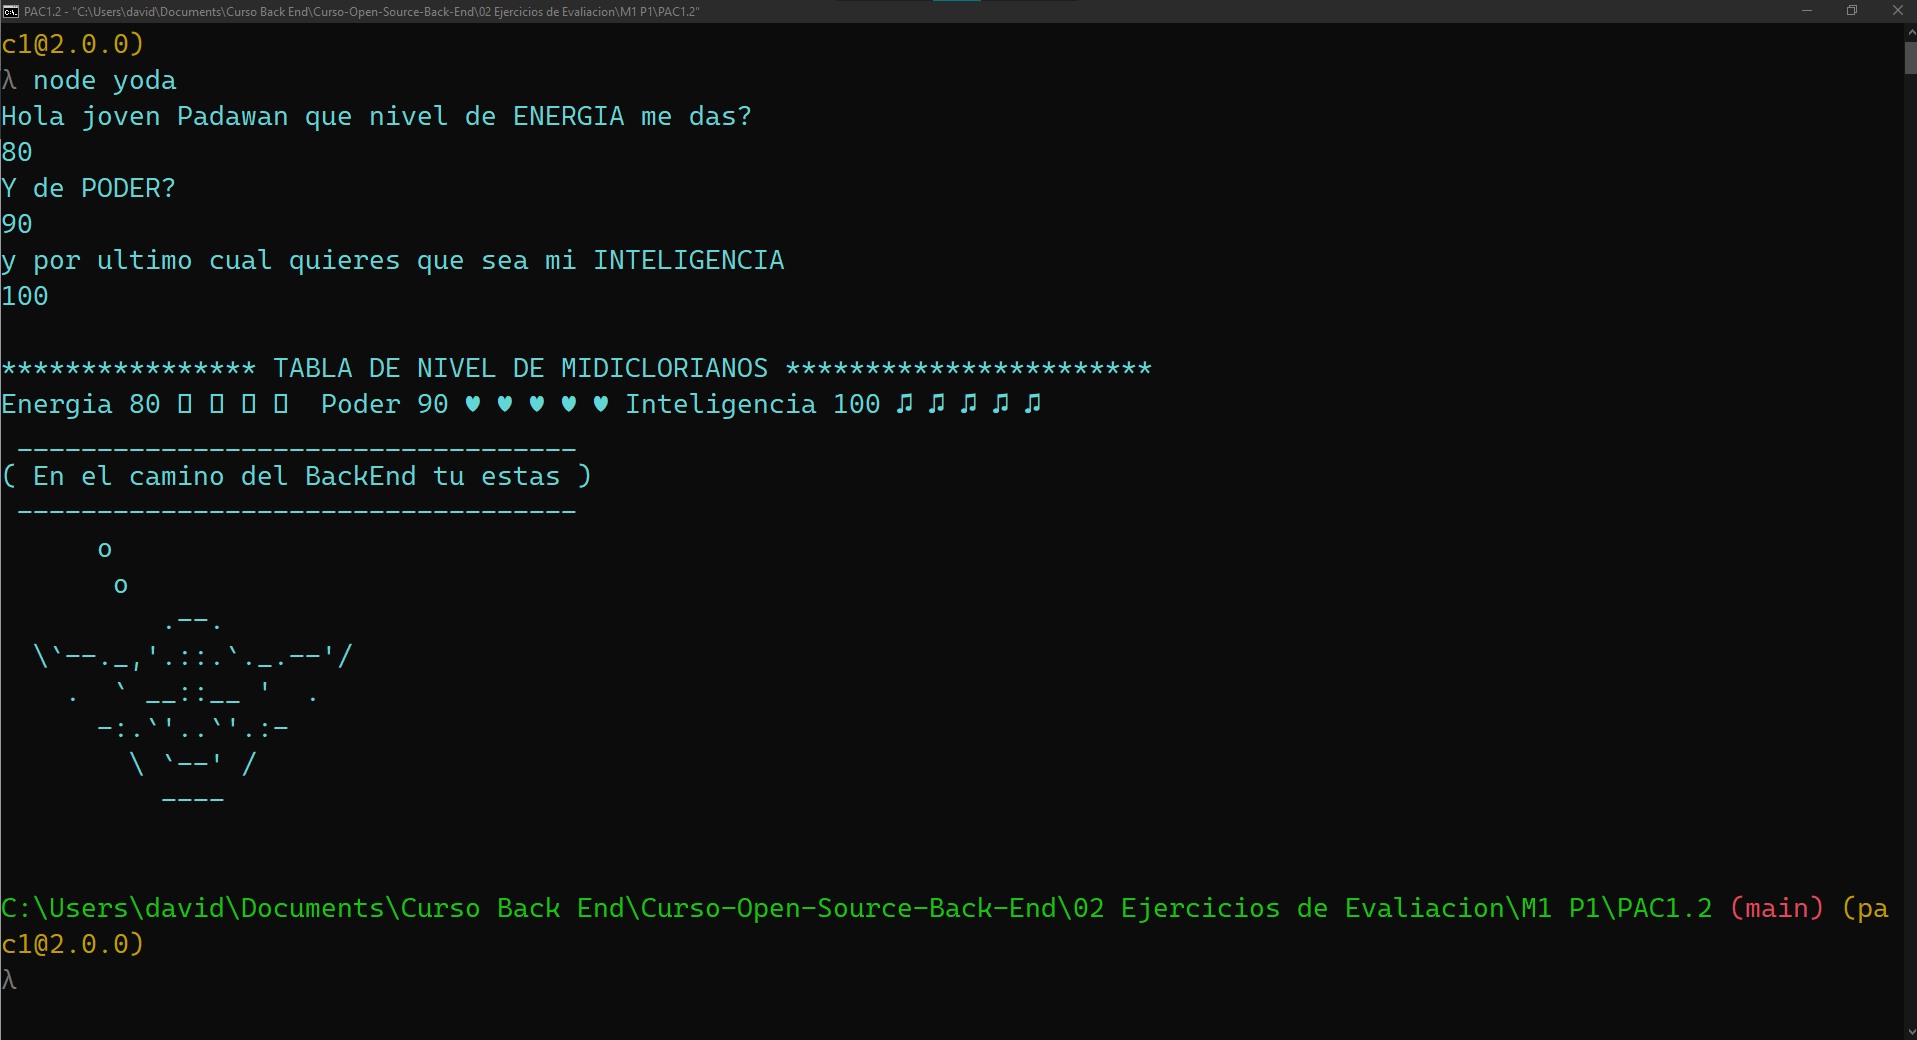 PAC1.2 - "C:\Users\david\Documents\Curso Back End\Curso-Open-Source-Back-End\02 Ejercicios de Evaliacion\M1 P1\PAC1.2"
c1@2.0.0)
λ node yoda
Hola joven Padawan que nivel de ENERGIA me das?
80
Y de PODER?
90
y por ultimo cual quieres que sea mi INTELIGENCIA
100
**************** TABLA DE NIVEL DE MIDICLORIANOS ***********************
Energia 80 ▯ ▯ ▯ ▯  Poder 90 ♥ ♥ ♥ ♥ ♥ Inteligencia 100 ♫ ♫ ♫ ♫ ♫
 ___________________________________
( En el camino del BackEnd tu estas )
 -----------------------------------
      o
       o
          .--.
  \`--._,'.::.`._.--'/
    .  ` __::__ '  .
      -:.`'..`'.:-
        \ `--' /
          ----
C:\Users\david\Documents\Curso Back End\Curso-Open-Source-Back-End\02 Ejercicios de Evaliacion\M1 P1\PAC1.2 (main) (pa
c1@2.0.0)
λ